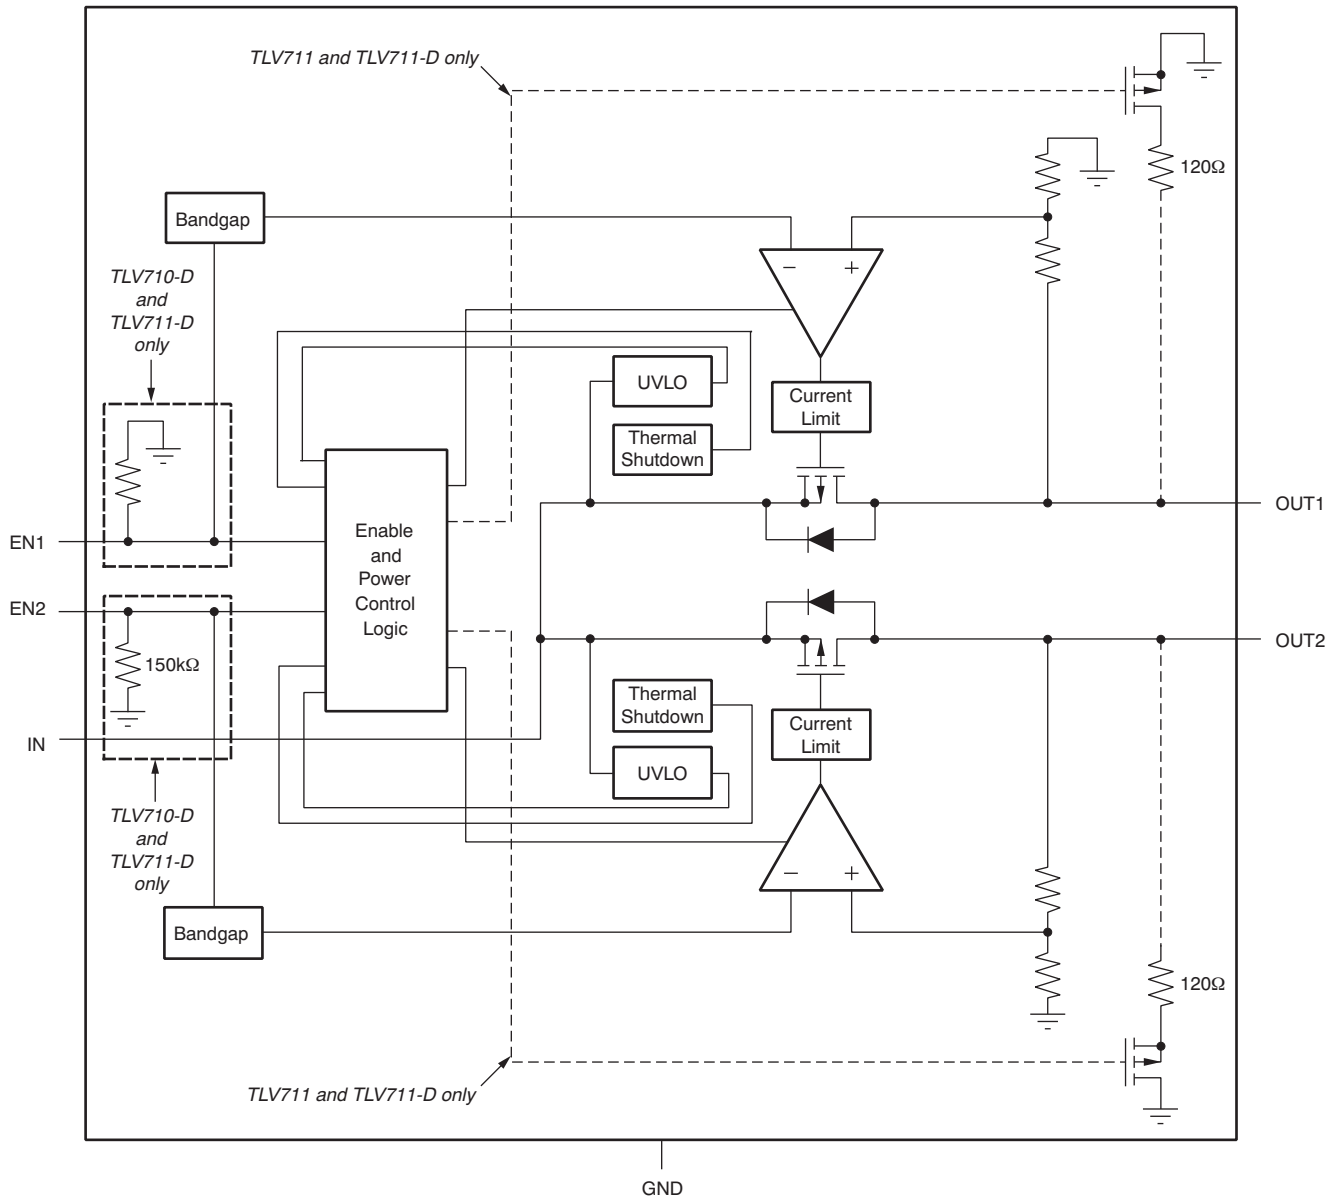 TLV711 and TLV711-D only
120Ω
Bandgap
TLV710-D
and
TLV711-D
only
−
+
UVLO
Current
Limit
Thermal
Shutdown
OUT1
EN1
Enable
and
Power
Control
Logic
EN2
OUT2
150kΩ
Thermal
Shutdown
Current
Limit
IN
UVLO
TLV710-D
and
TLV711-D
only
−
+
Bandgap
120Ω
TLV711 and TLV711-D only
GND